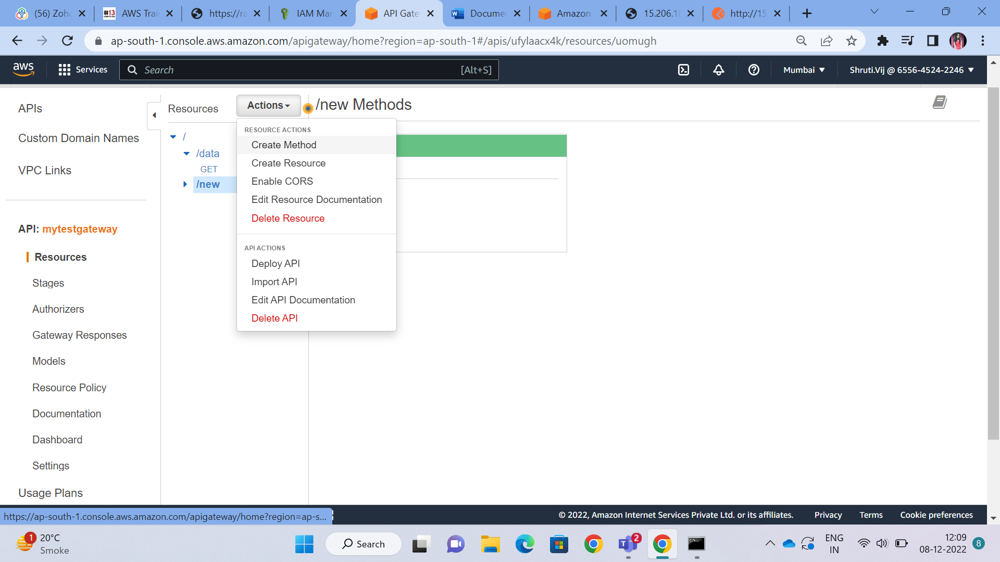 (56) Zoho
AWS Trai
https://ra
IAM Man
API Gate
Documen
Amazon
15.206.18
http://15
ap-south-1.console.aws.amazon.com/apigateway/home?region=ap-south-1#/apis/ufylaacx4k/resources/uomugh
aws
Services
Search
[Alt+S]
Mumbai
Shruti.Vij @ 6556-4524-2246
APIs
Custom Domain Names
VPC Links
API: mytestgateway
Resources
Stages
Authorizers
Gateway Responses
Models
Resource Policy
Documentation
Dashboard
Settings
Usage Plans
Resources
Actions
/new Methods
/
/data
GET
/new
RESOURCE ACTIONS
Create Method
Create Resource
Enable CORS
Edit Resource Documentation
Delete Resource
API ACTIONS
Deploy API
Import API
Edit API Documentation
Delete API
https://ap-south-1.console.aws.amazon.com/apigateway/home?region=ap-s...
© 2022, Amazon Internet Services Private Ltd. or its affiliates.
Privacy
Terms
Cookie preferences
1
20°C
Smoke
Search
2
ENG
IN
12:09
08-12-2022
8